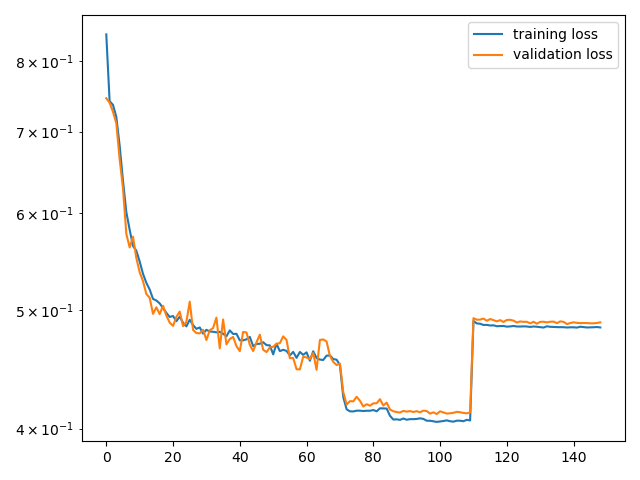 training loss
validation loss
8 × 10⁻¹
7 × 10⁻¹
6 × 10⁻¹
5 × 10⁻¹
4 × 10⁻¹
0 20 40 60 80 100 120 140